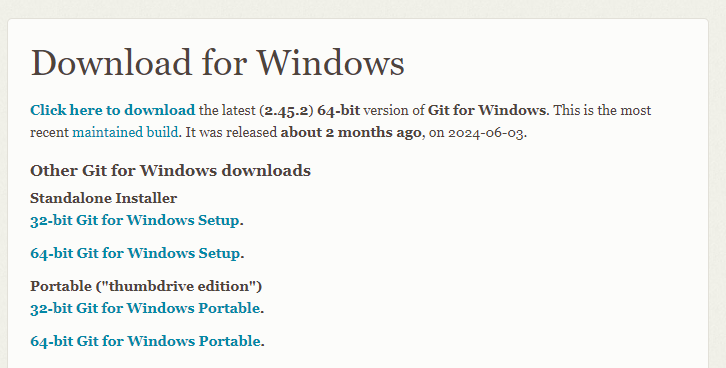 Download for Windows
Click here to download the latest (2.45.2) 64-bit version of Git for Windows. This is the most
recent maintained build. It was released about 2 months ago, on 2024-06-03.
Other Git for Windows downloads
Standalone Installer
32-bit Git for Windows Setup.
64-bit Git for Windows Setup.
Portable ("thumbdrive edition")
32-bit Git for Windows Portable.
64-bit Git for Windows Portable.